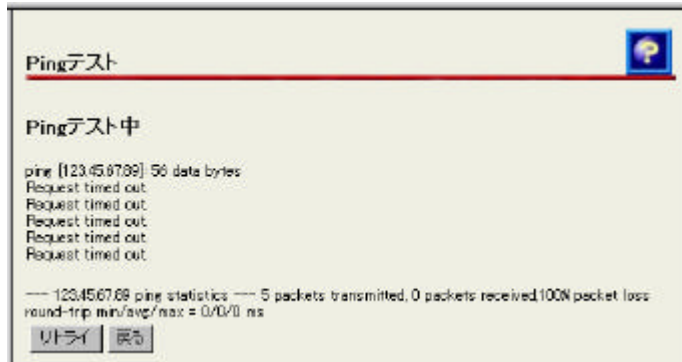 Pingテスト
Pingテスト中
ping [123.45.67.89]: 56 data bytes
Request timed out
Request timed out
Request timed out
Request timed out
Request timed out
--- 123.45.67.89 ping statistics --- 5 packets transmitted, 0 packets received,100% packet loss
round-trip min/avg/max = 0/0/0 ms
リトライ 戻る